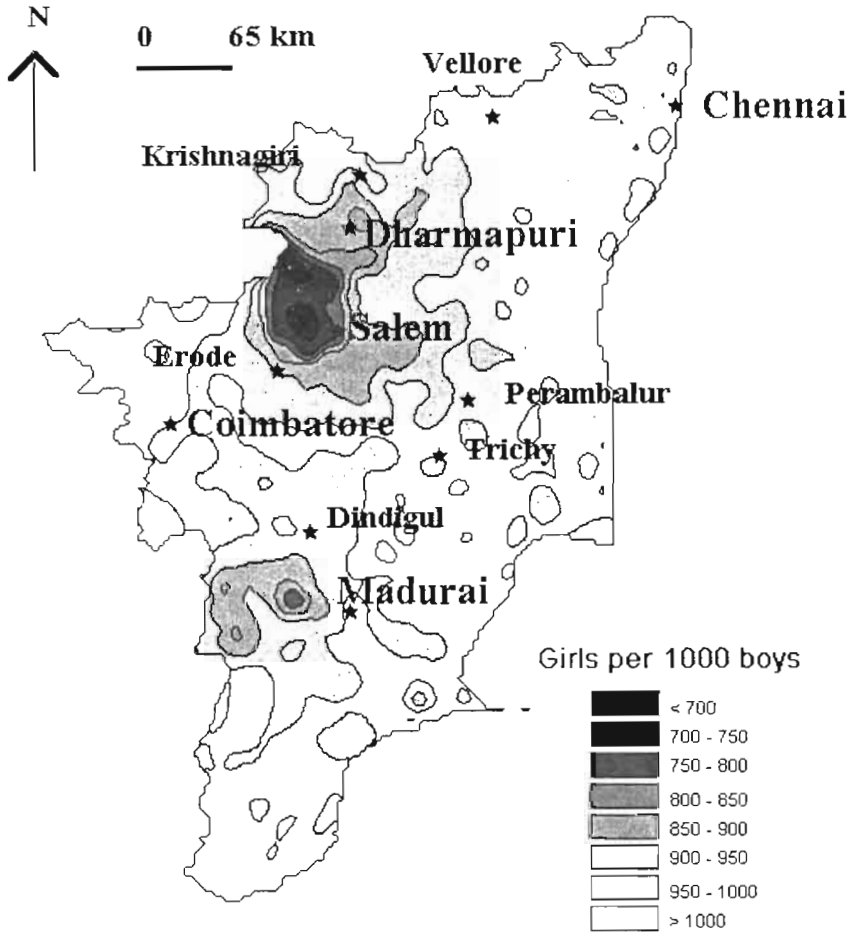 N
0 65 km
Vellore
Chennai
Krishnagiri
Dharmapuri
Salem
Erode
Perambalur
Coimbatore
Trichy
Dindigul
Madurai
Girls per 1000 boys
< 700
700 - 750
750 - 800
800 - 850
850 - 900
900 - 950
950 - 1000
> 1000